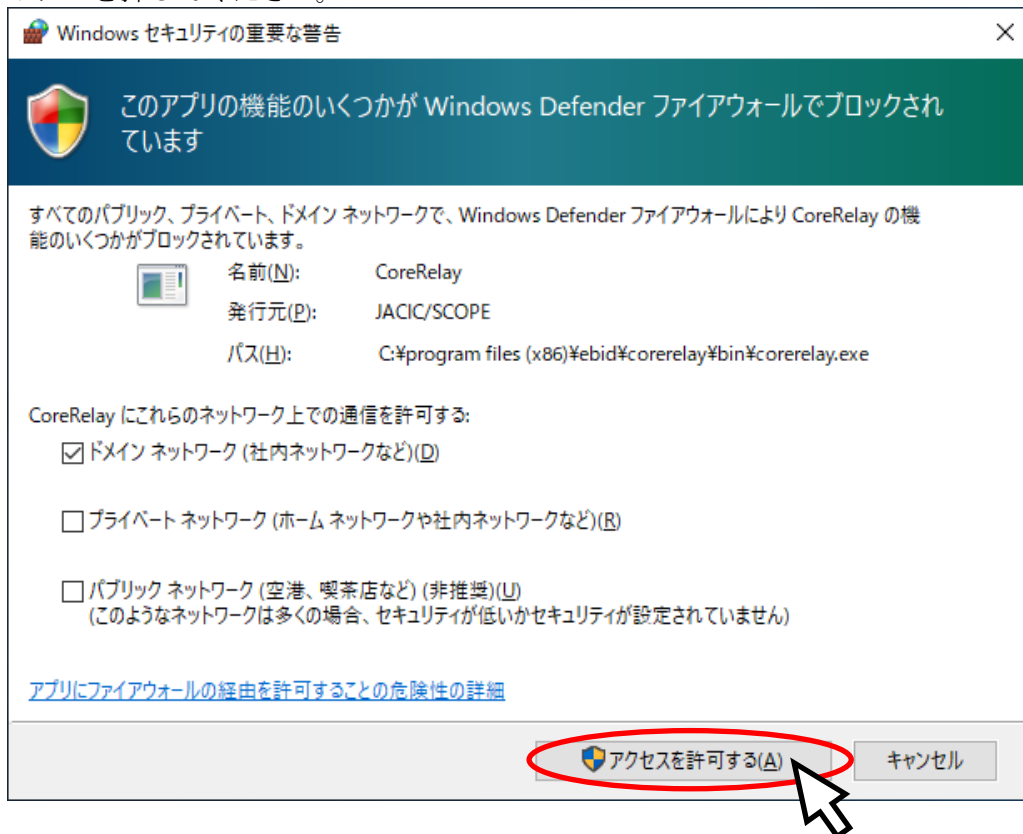 Windows セキュリティの重要な警告
このアプリの機能のいくつかが Windows Defender ファイアウォールでブロックされ
ています
すべてのパブリック、プライベート、ドメイン ネットワークで、Windows Defender ファイアウォールにより CoreRelay の機
能のいくつかがブロックされています。
名前(N): CoreRelay
発行元(P): JACIC/SCOPE
パス(H): C:¥program files (x86)¥ebid¥corerelay¥bin¥corerelay.exe
CoreRelay にこれらのネットワーク上での通信を許可する:
ドメイン ネットワーク (社内ネットワークなど)(D)
プライベート ネットワーク (ホーム ネットワークや社内ネットワークなど)(R)
パブリック ネットワーク (空港、喫茶店など) (非推奨)(U)
(このようなネットワークは多くの場合、セキュリティが低いかセキュリティが設定されていません)
アプリにファイアウォールの経由を許可することの危険性の詳細
アクセスを許可する(A) キャンセル